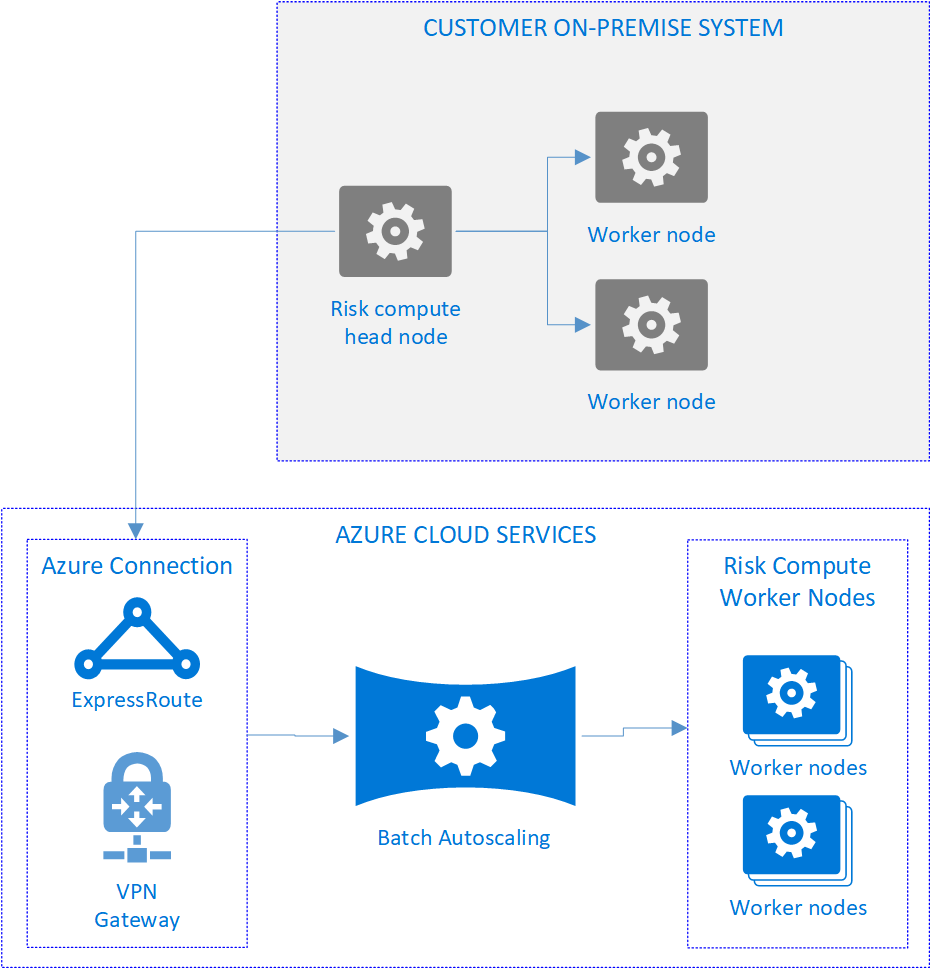 CUSTOMER ON-PREMISE SYSTEM
Worker node
Risk compute
head node
Worker node
AZURE CLOUD SERVICES
Azure Connection
ExpressRoute
VPN
Gateway
Batch Autoscaling
Risk Compute
Worker Nodes
Worker nodes
Worker nodes